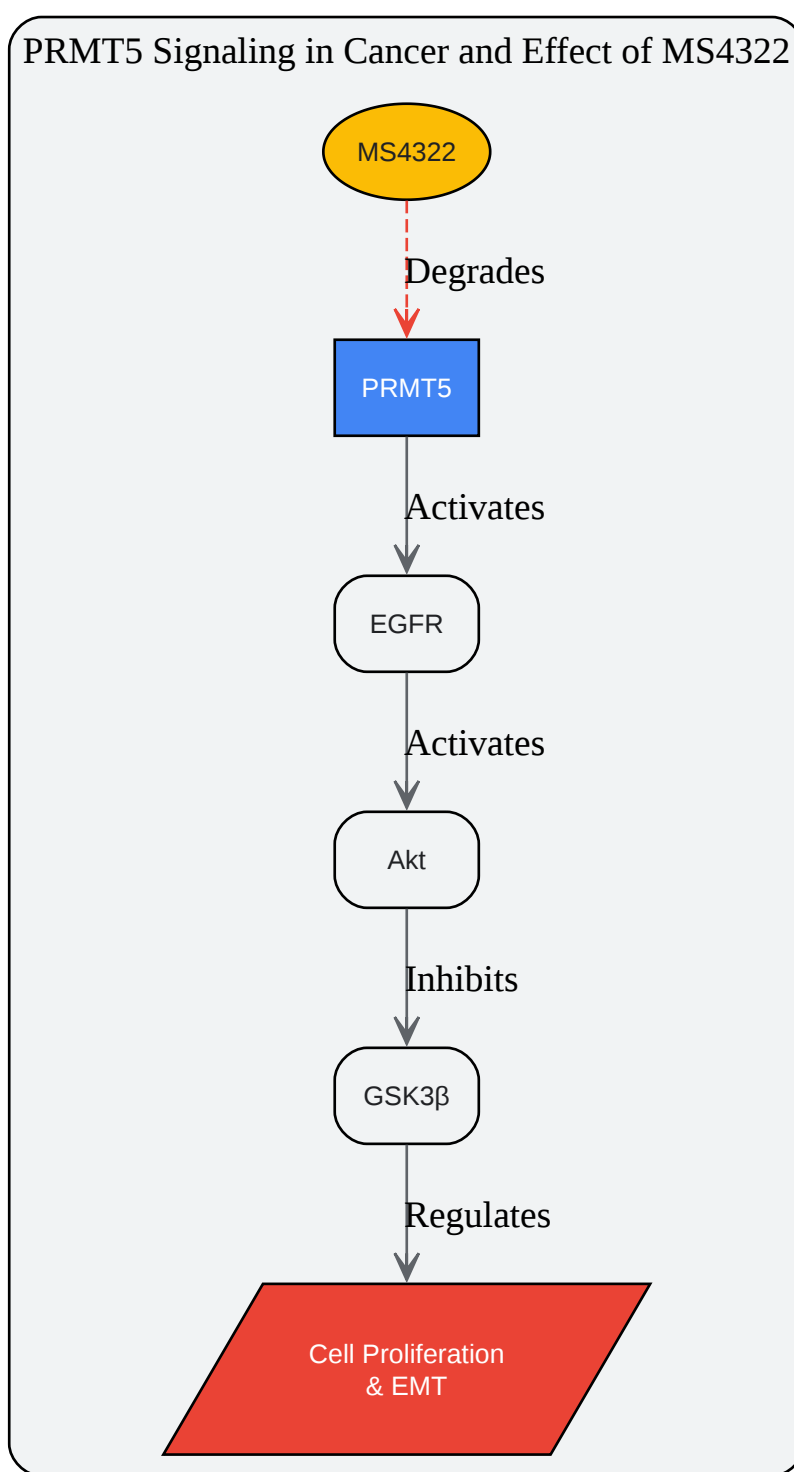 PRMT5 Signaling in Cancer and Effect of MS4322
MS4322
Degrades
PRMT5
Activates
EGFR
Activates
Akt
Inhibits
GSK3β
Regulates
Cell Proliferation
& EMT